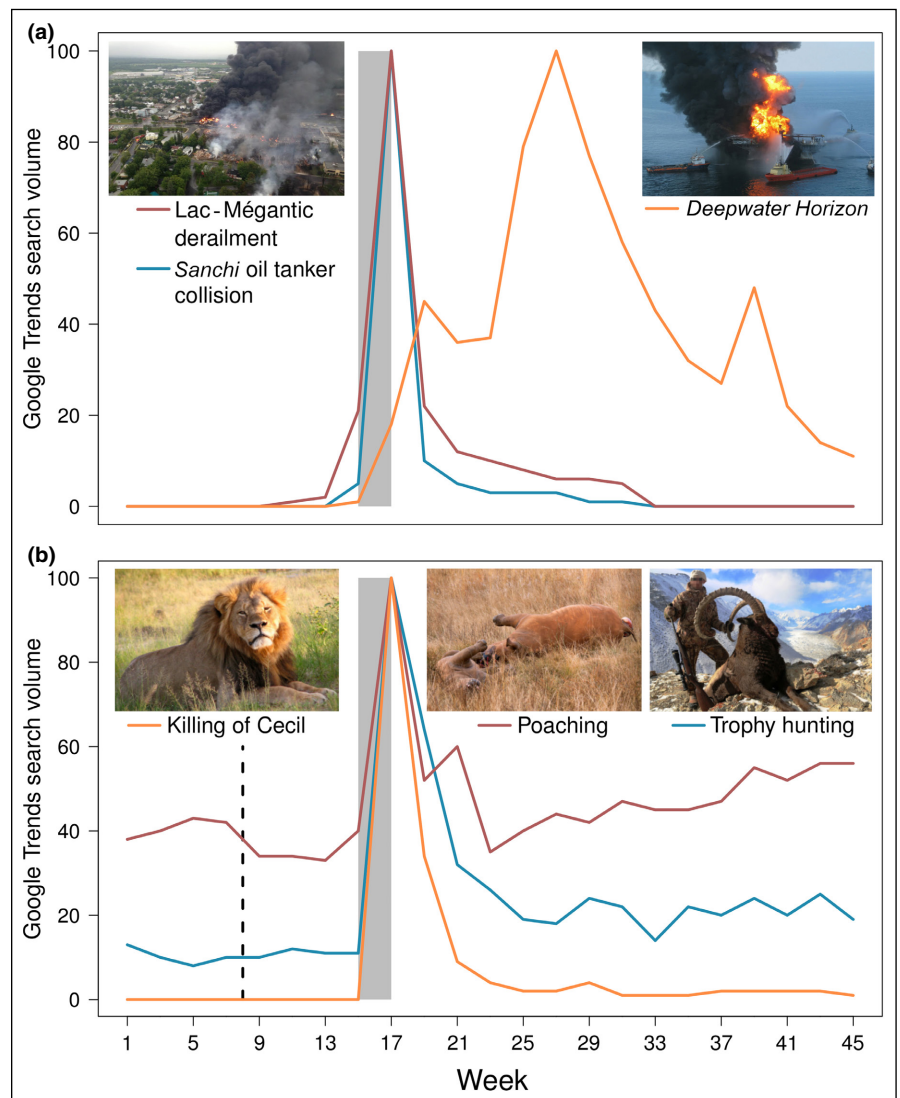 (a)
100
80
60
40
20
0
Google Trends search volume
Lac-Mégantic
derailment
Sanchi oil tanker
collision
Deepwater Horizon
(b)
100
80
60
40
20
0
Google Trends search volume
Killing of Cecil
Poaching
Trophy hunting
1 5 9 13 17 21 25 29 33 37 41 45
Week